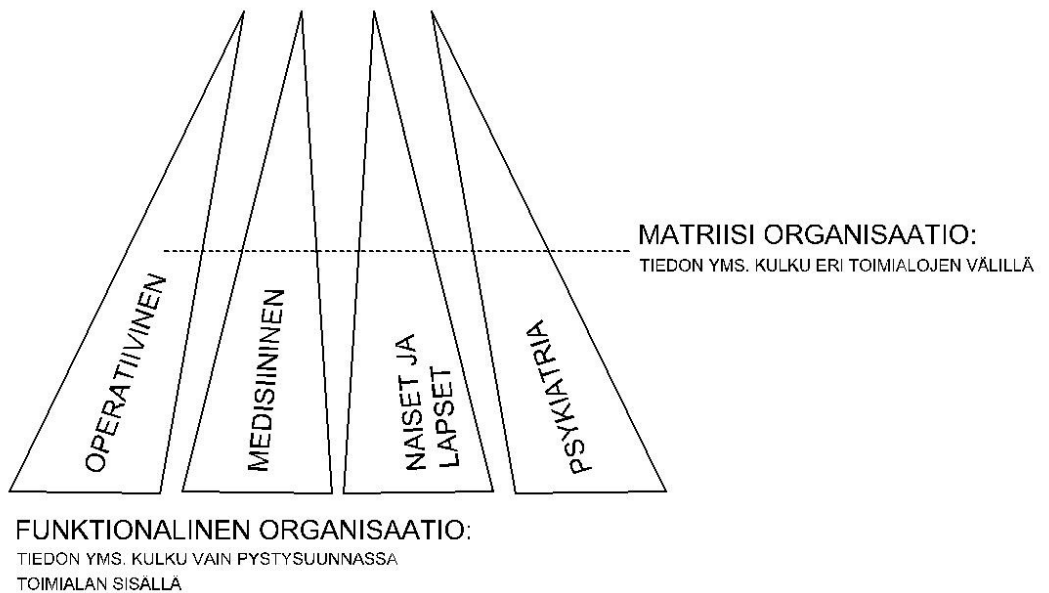 MATRIISI ORGANISAATIO:
TIEDON YMS. KULKU ERI TOIMIALOJEN VÄLILLÄ
OPERATIIVINEN
MEDISIININEN
NAISET JA
LAPSET
PSYKIATRIA
FUNKTIONALINEN ORGANISAATIO:
TIEDON YMS. KULKU VAIN PYSTYSUUNNASSA
TOIMIALAN SISÄLLÄ